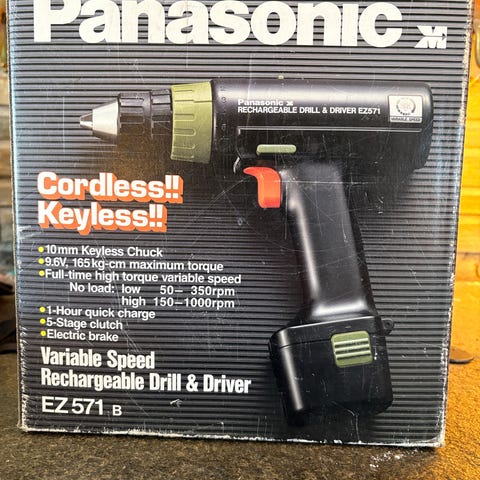 Panasonic
Panasonic
RECHARGEABLE DRILL & DRIVER EZ571
VARIABLE SPEED
Cordless!!
Keyless!!
•10mm Keyless Chuck
•9.6V, 165kg-cm maximum torque
•Full-time high torque variable speed
No load: low 50–350rpm
high 150–1000rpm
•1-Hour quick charge
•5-Stage clutch
•Electric brake
Variable Speed
Rechargeable Drill & Driver
EZ571 B